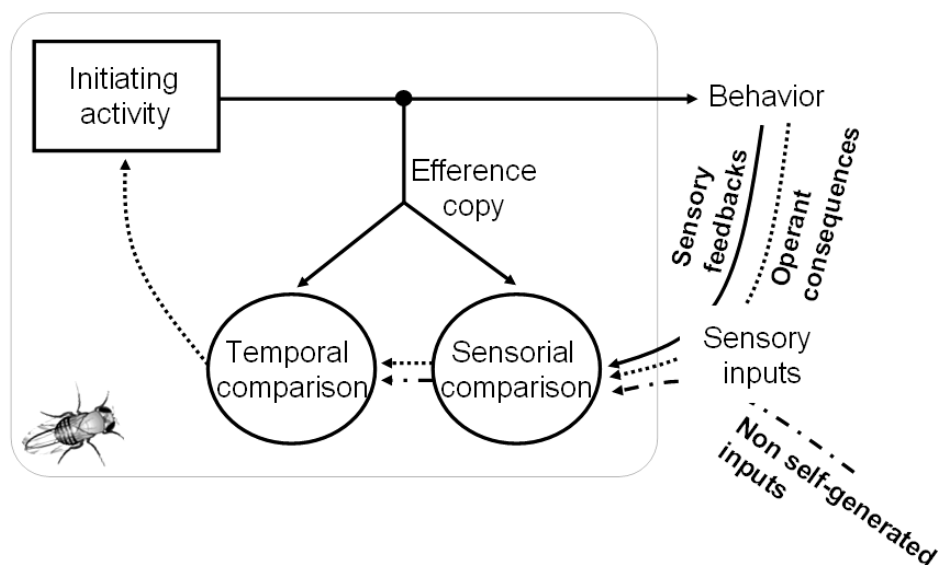 Initiating
activity
Behavior
Efference
copy
Sensory
feedbacks
Operant
consequences
Temporal
comparison
Sensorial
comparison
Sensory
inputs
Non self-generated
inputs